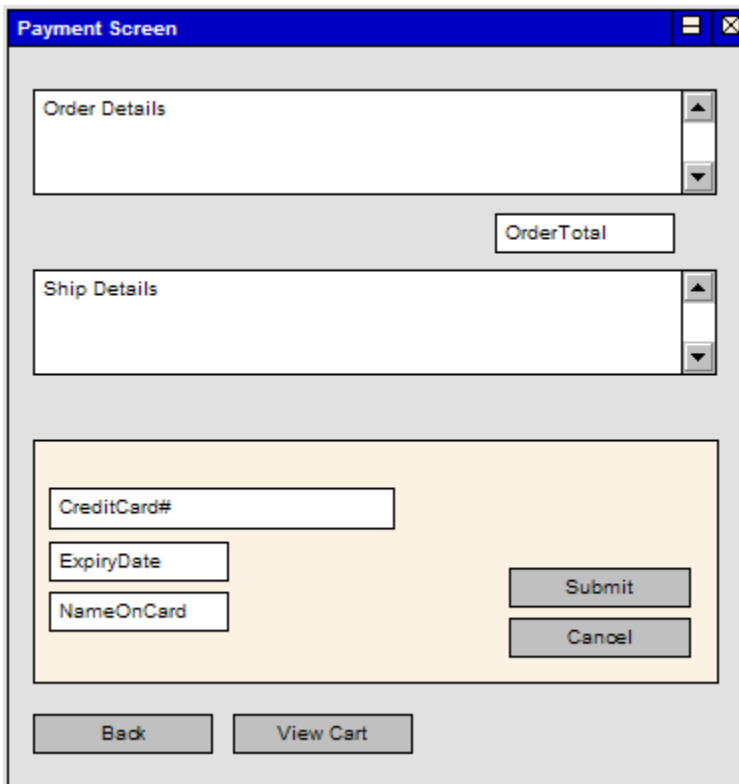 Payment Screen
Order Details
OrderTotal
Ship Details
CreditCard#
ExpiryDate
NameOnCard
Submit
Cancel
Back
View Cart